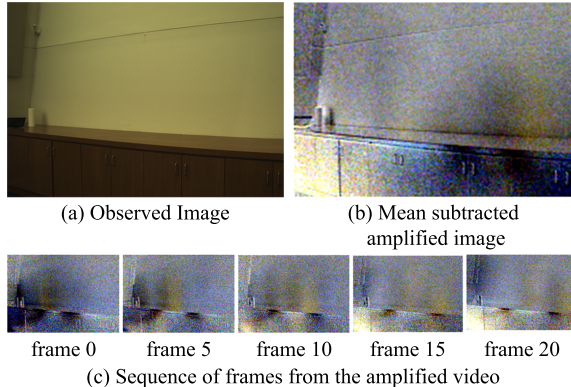 (a) Observed Image
(b) Mean subtracted
amplified image
frame 0
frame 5
frame 10
frame 15
frame 20
(c) Sequence of frames from the amplified video